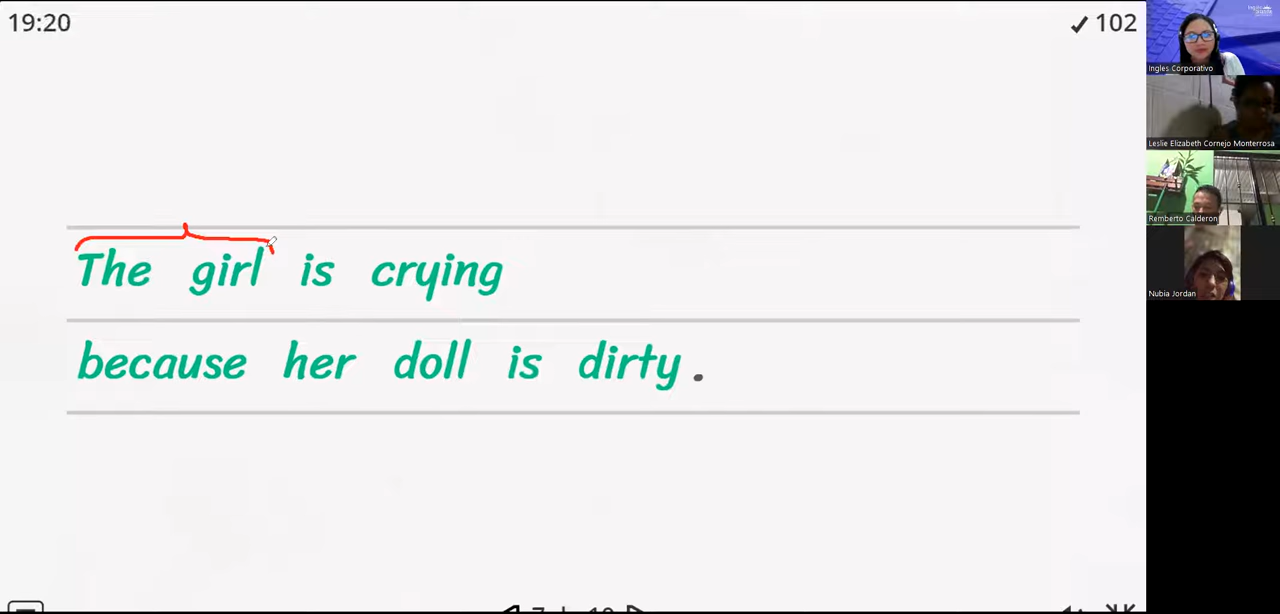 19:20
✓ 102
The girl is crying
because her doll is dirty.
Ingles Corporativo
Leslie Elizabeth Cornejo Monterrosa
Remberto Calderon
Nubia Jordan